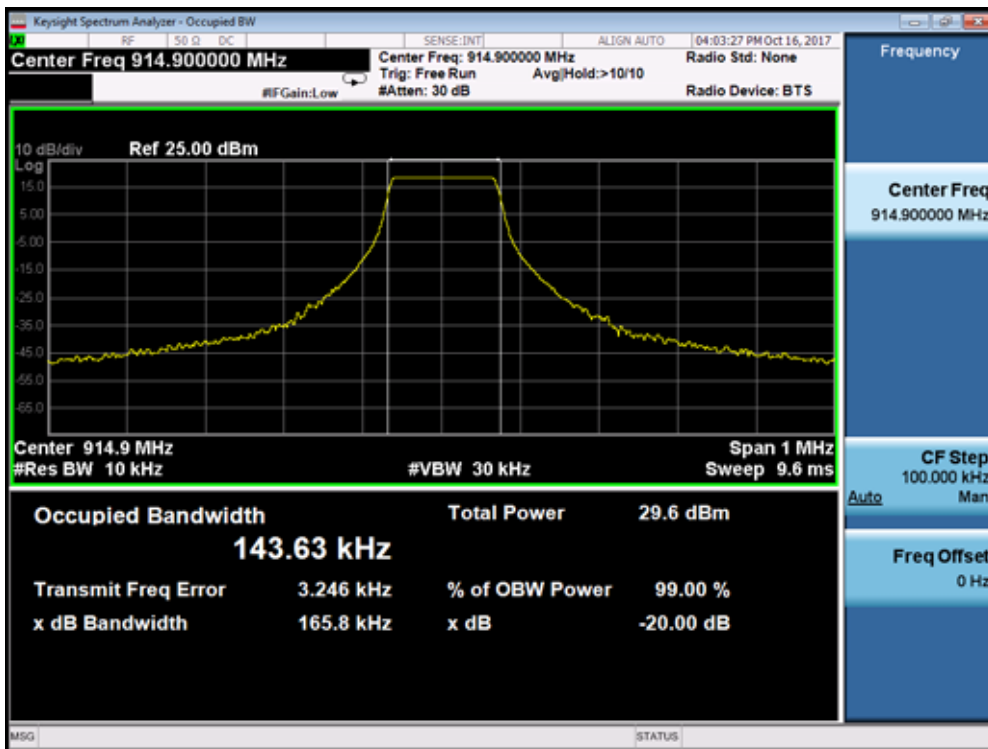 Keysight Spectrum Analyzer - Occupied BW
RF 50 Ω DC SENSE:INT ALIGN AUTO 04:03:27 PM Oct 16, 2017
Center Freq 914.900000 MHz
Center Freq: 914.900000 MHz
Radio Std: None
Trig: Free Run
Avg|Hold:>10/10
#IFGain:Low
#Atten: 30 dB
Radio Device: BTS
10 dB/div
Ref 25.00 dBm
Log
15.0
5.00
-5.00
-15.0
-25.0
-35.0
-45.0
-55.0
-65.0
Center 914.9 MHz
Span 1 MHz
#Res BW 10 kHz
#VBW 30 kHz
Sweep 9.6 ms
Occupied Bandwidth
143.63 kHz
Total Power 29.6 dBm
Transmit Freq Error 3.246 kHz
% of OBW Power 99.00 %
x dB Bandwidth 165.8 kHz
x dB -20.00 dB
Frequency
Center Freq
914.900000 MHz
CF Step
100.000 kHz
Auto Man
Freq Offset
0 Hz
MSG
STATUS